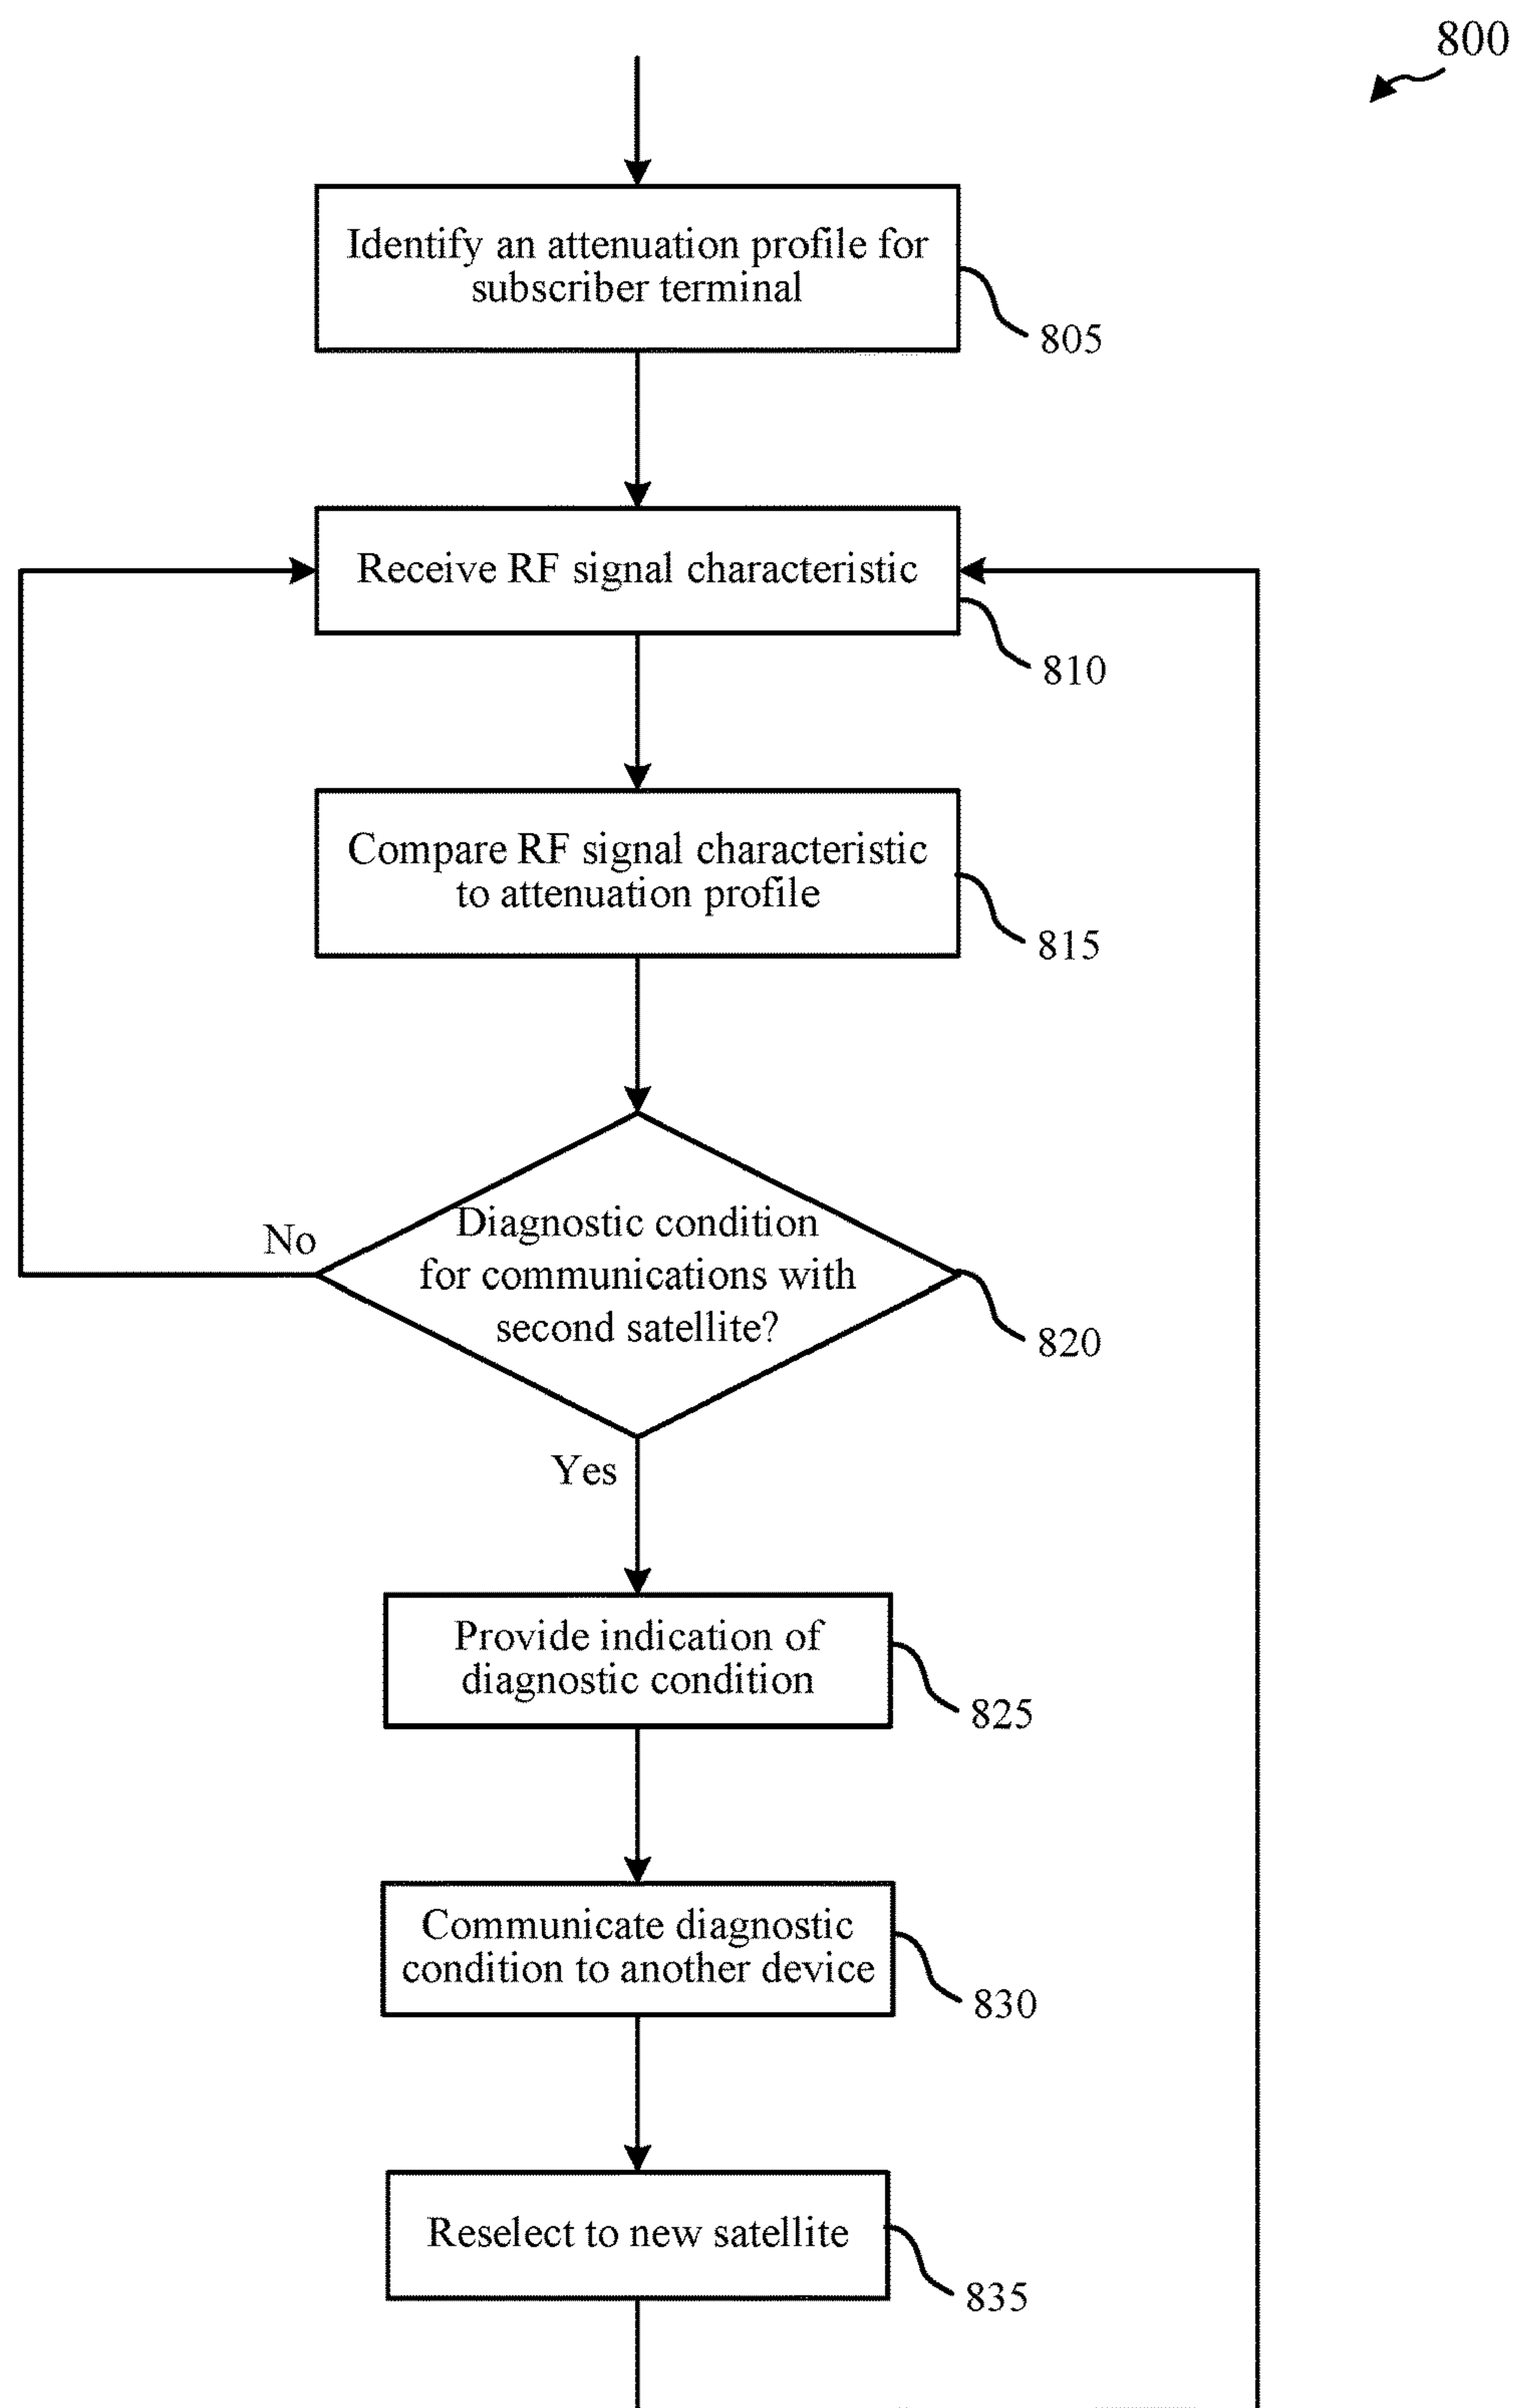 800
Identify an attenuation profile for
subscriber terminal
805
Receive RF signal characteristic
810
Compare RF signal characteristic
to attenuation profile
815
Diagnostic condition
for communications with
second satellite?
No
820
Yes
Provide indication of
diagnostic condition
825
Communicate diagnostic
condition to another device
830
Reselect to new satellite
835